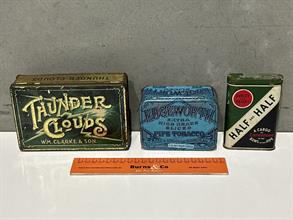 THUNDER-CLOUDS
THUNDER
CLOUDS
WM. CLARKE & SON.
EDGEWORTH
EXTRA
HIGH GRADE
SLICED
PIPE TOBACCO
HALF AND HALF
A CARGO
Burns & Co